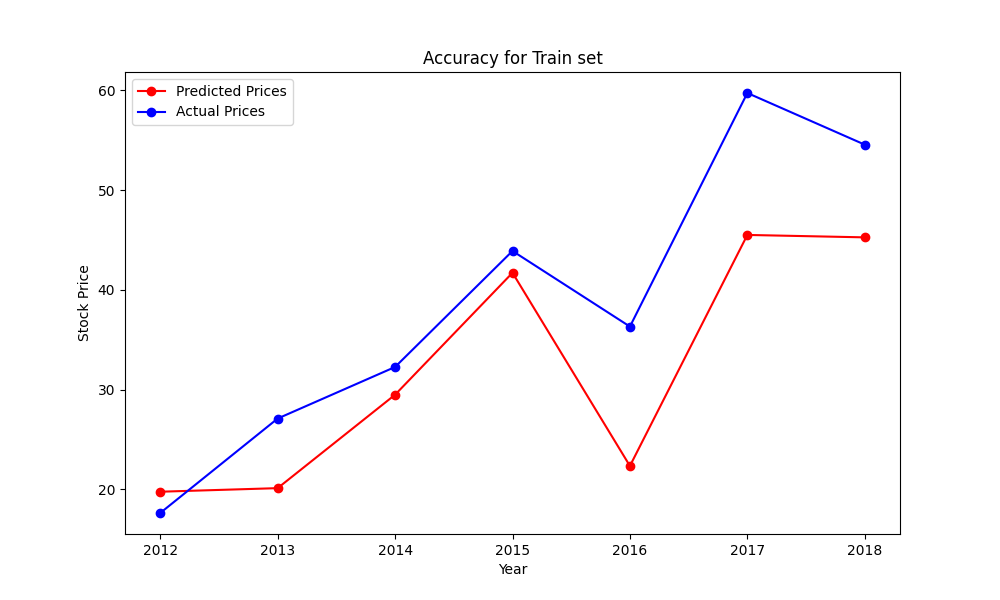 Accuracy for Train set
Predicted Prices
Actual Prices
60
50
40
30
20
Stock Price
2012 2013 2014 2015 2016 2017 2018
Year